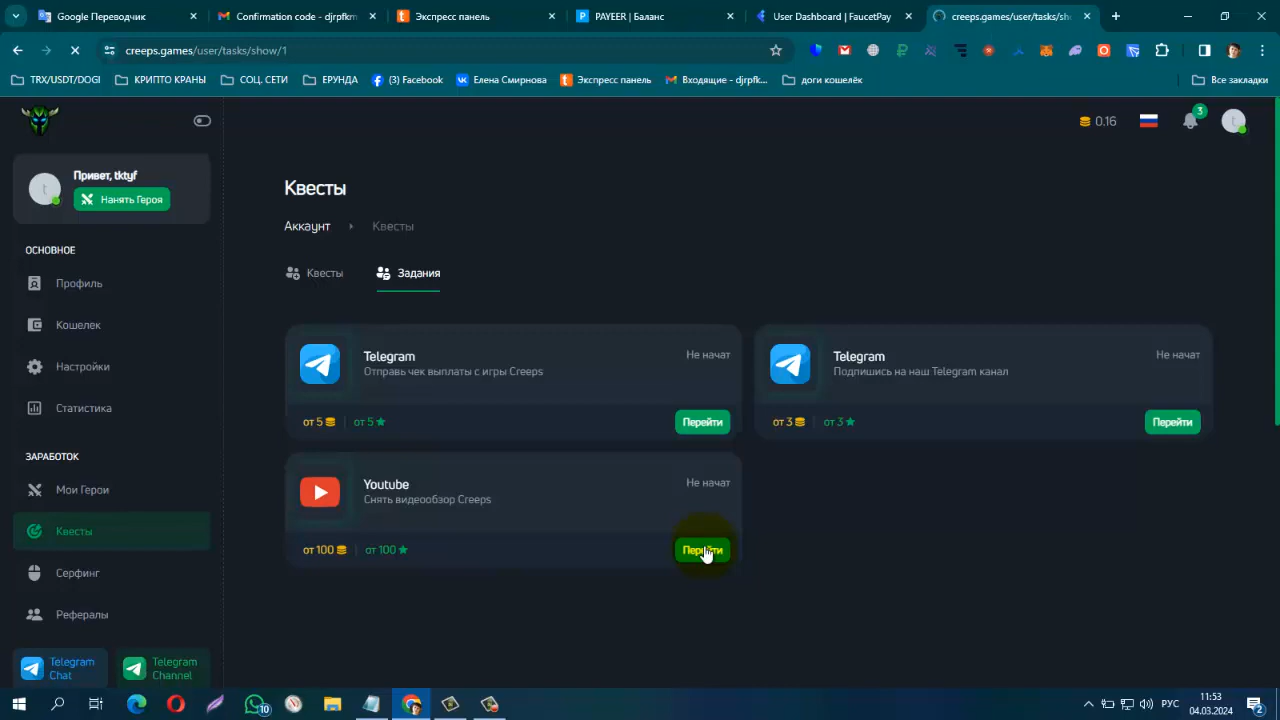 Google Переводчик
Confirmation code - djrpfkm
Экспресс панель
PAYEER | Баланс
User Dashboard | FaucetPay
creeps.games/user/tasks/sh
creeps.games/user/tasks/show/1
TRX/USDT/DOGI
КРИПТО КРАНЫ
СОЦ. СЕТИ
ЕРУНДА
(3) Facebook
Елена Смирнова
Экспресс панель
Входящие - djrpfk...
доги кошелёк
Все закладки
0.16
3
t
Привет, tktyf
Нанять Героя
ОСНОВНОЕ
Профиль
Кошелек
Настройки
Статистика
ЗАРАБОТОК
Мои Герои
Квесты
Серфинг
Рефералы
Telegram Chat
Telegram Channel
Квесты
Аккаунт
Квесты
Квесты
Задания
Telegram
Не начат
Отправь чек выплаты с игры Creeps
от 5
от 5
Перейти
Telegram
Не начат
Подпишись на наш Telegram канал
от 3
от 3
Перейти
Youtube
Не начат
Снять видеообзор Creeps
от 100
от 100
Перейти
10
РУС
11:53
04.03.2024
2